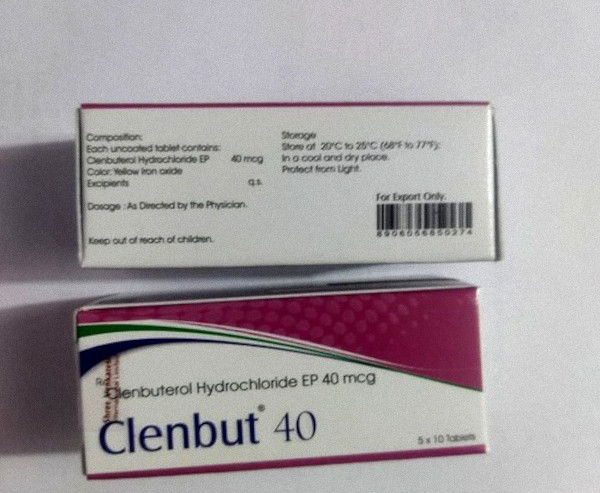 Composition:
Each uncoated tablet contains:
Clenbuterol Hydrochloride EP 40 mcg
Color: Yellow Iron oxide
Excipients q.s.
Dosage : As Directed by the Physician.
Keep out of reach of children.
Storage
Store at 20°C to 25°C (68°F to 77°F);
In a cool and dry place.
Protect from Light.
For Export Only.
8906056850274
Clenbuterol Hydrochloride EP 40 mcg
Clenbut® 40
5 x 10 Tablets
Shree Venkatesh